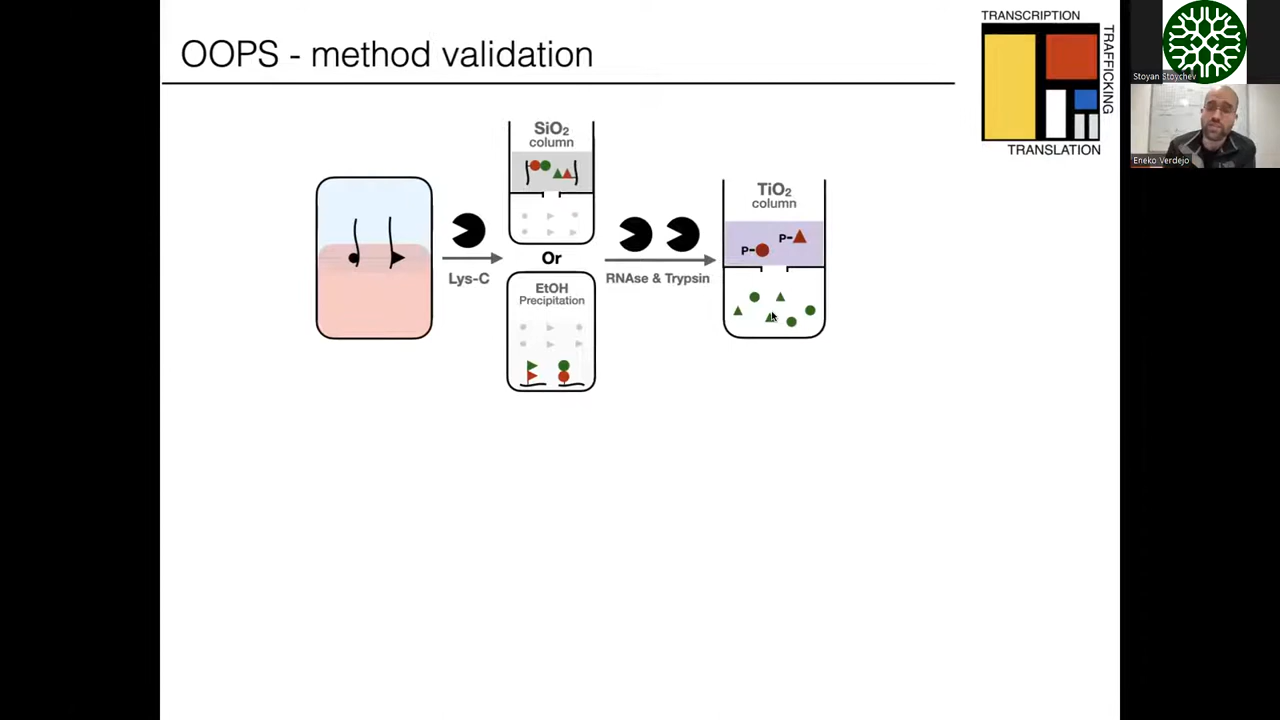 OOPS - method validation
TRANSCRIPTION
TRAFFICKING
TRANSLATION
Stoyan Stoychev
Eneko Verdejo
SiO₂
column
Or
EtOH
Precipitation
Lys-C
RNAse & Trypsin
TiO₂
column
P-
P-